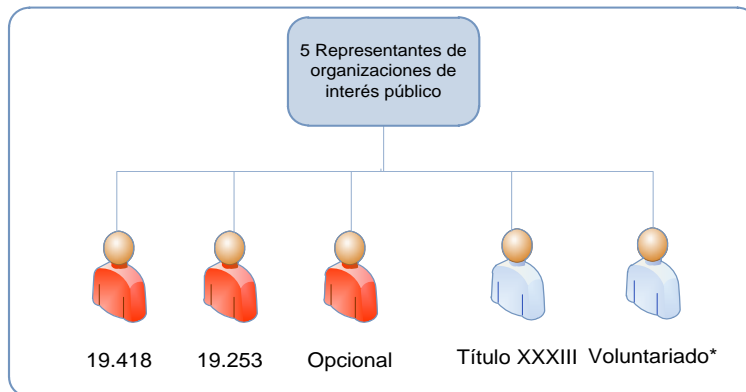 5 Representantes de
organizaciones de
interés público
19.418 19.253 Opcional Título XXXIII Voluntariado*